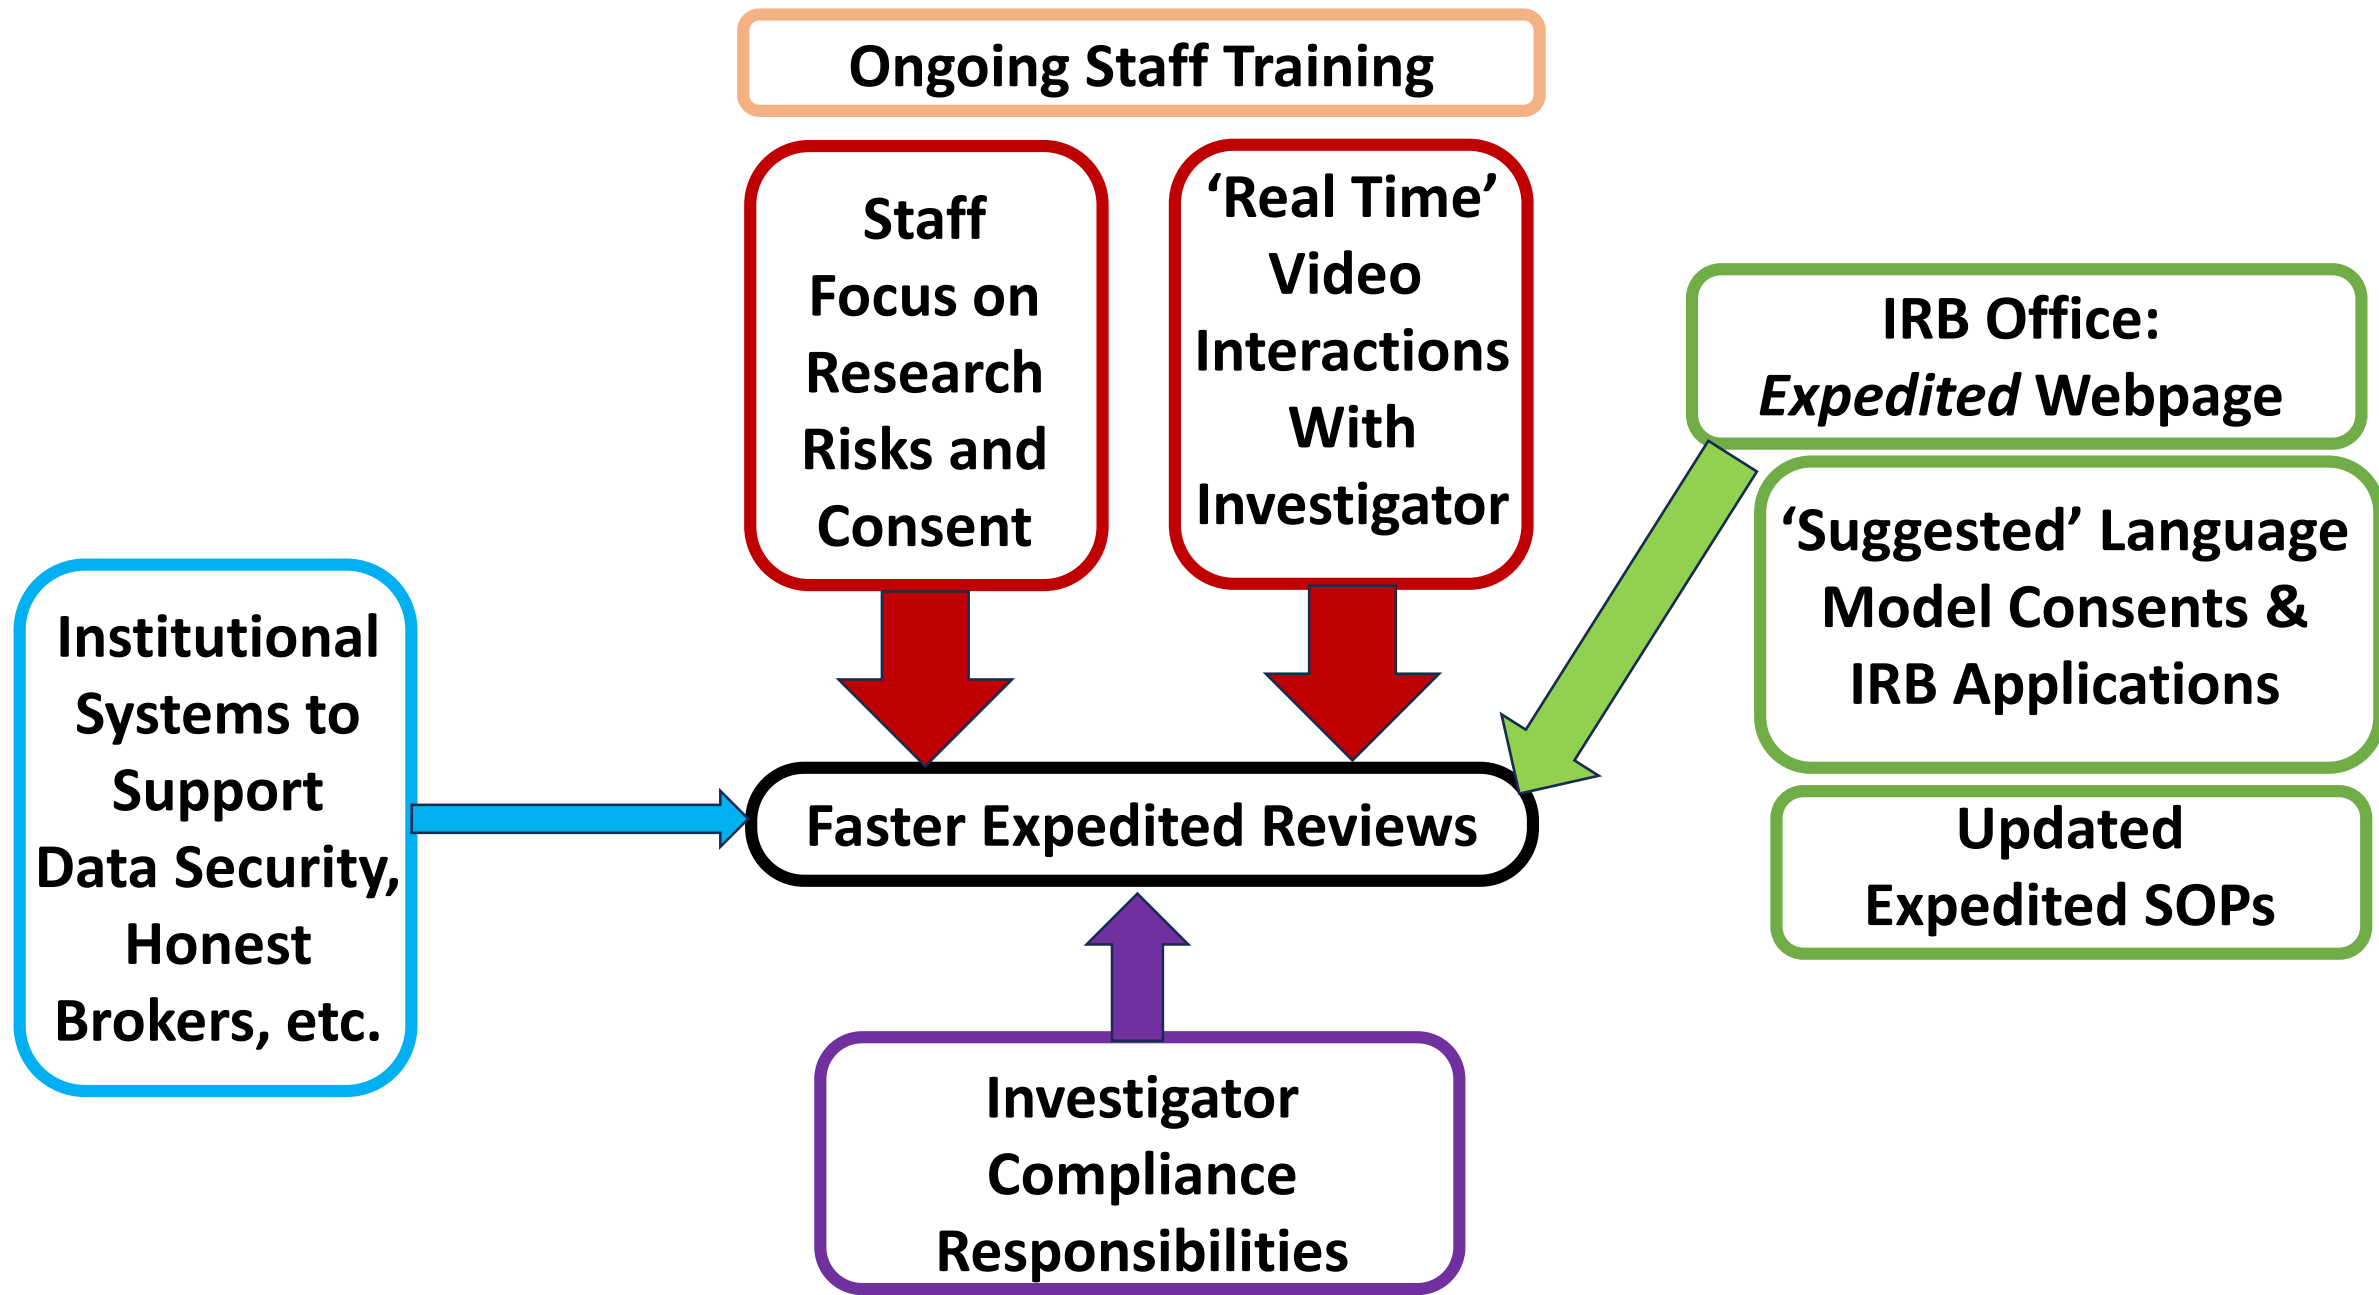 Ongoing Staff Training
Staff
Focus on
Research
Risks and
Consent
‘Real Time’
Video
Interactions
With
Investigator
IRB Office:
Expedited Webpage
‘Suggested’ Language
Model Consents &
IRB Applications
Updated
Expedited SOPs
Institutional
Systems to
Support
Data Security,
Honest
Brokers, etc.
Faster Expedited Reviews
Investigator
Compliance
Responsibilities